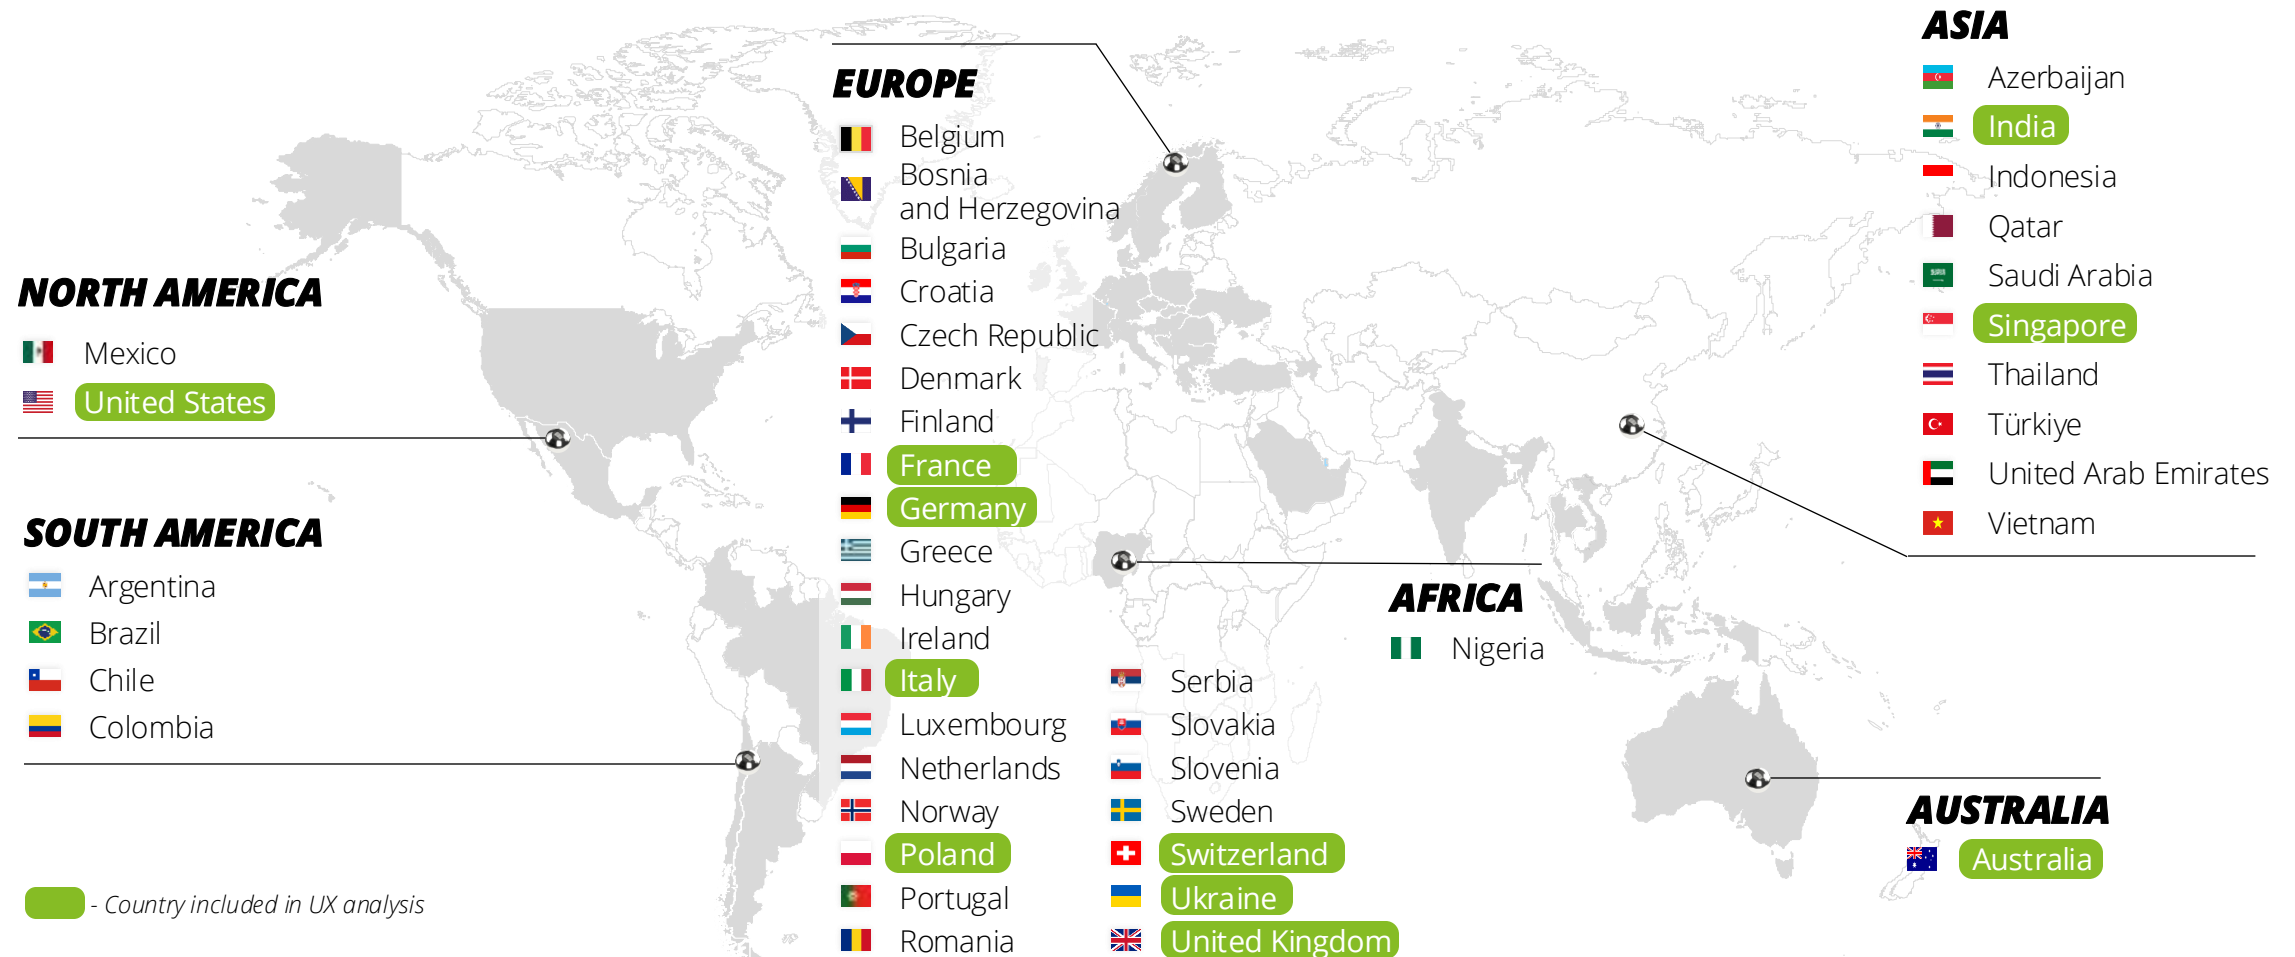 NORTH AMERICA
Mexico
United States
SOUTH AMERICA
Argentina
Brazil
Chile
Colombia
- Country included in UX analysis
EUROPE
Belgium
Bosnia
and Herzegovina
Bulgaria
Croatia
Czech Republic
Denmark
Finland
France
Germany
Greece
Hungary
Ireland
Italy
Luxembourg
Netherlands
Norway
Poland
Portugal
Romania
Serbia
Slovakia
Slovenia
Sweden
Switzerland
Ukraine
United Kingdom
AFRICA
Nigeria
ASIA
Azerbaijan
India
Indonesia
Qatar
Saudi Arabia
Singapore
Thailand
Türkiye
United Arab Emirates
Vietnam
AUSTRALIA
Australia